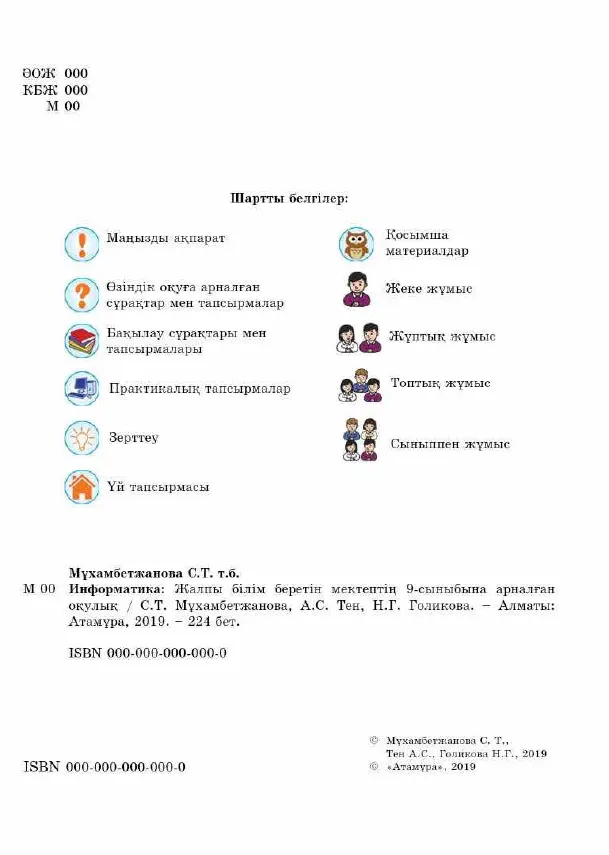 ӘОЖ 000
КБЖ 000
М 00
Шартты белгілер:
Маңызды ақпарат
Өзіндік оқуға арналған
сұрақтар мен тапсырмалар
Бақылау сұрақтары мен
тапсырмалары
Практикалық тапсырмалар
Зерттеу
Үй тапсырмасы
Қосымша
материалдар
Жеке жұмыс
Жұптық жұмыс
Топтық жұмыс
Сыныппен жұмыс
Мұхамбетжанова С.Т. т.б.
М 00 Информатика: Жалпы білім беретін мектептің 9-сыныбына арналған
оқулық / С.Т. Мұхамбетжанова, А.С. Тен, Н.Г. Голикова. – Алматы:
Атамұра, 2019. – 224 бет.
ISBN 000-000-000-000-0
© Мұхамбетжанова С. Т.,
Тен А.С., Голикова Н.Г., 2019
ISBN 000-000-000-000-0
© «Атамұра», 2019